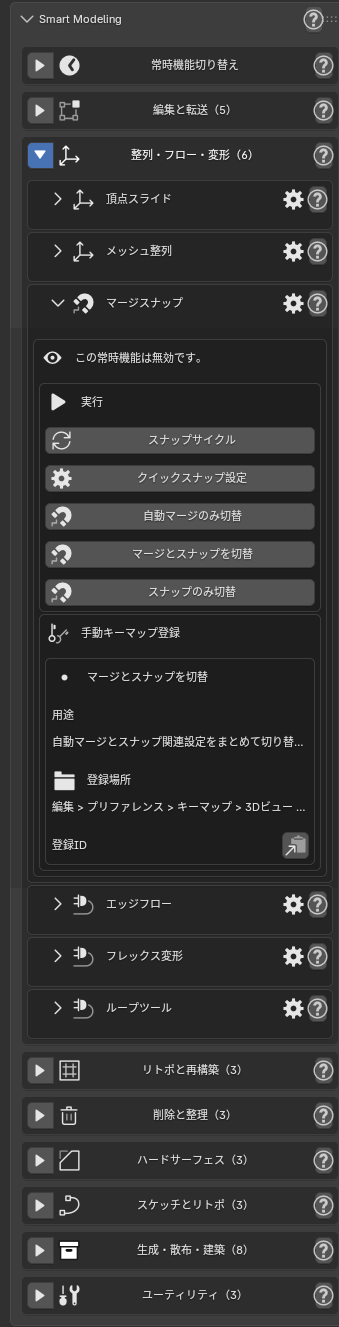 Smart Modeling
常時機能切り替え
編集と転送（5）
整列・フロー・変形（6）
頂点スライド
メッシュ整列
マージスナップ
この常時機能は無効です。
実行
スナップサイクル
クイックスナップ設定
自動マージのみ切替
マージとスナップを切替
スナップのみ切替
手動キーマップ登録
マージとスナップを切替
用途
自動マージとスナップ関連設定をまとめて切り替...
登録場所
編集 > プリファレンス > キーマップ > 3Dビュー ...
登録ID
エッジフロー
フレックス変形
ループツール
リトポと再構築（3）
削除と整理（3）
ハードサーフェス（3）
スケッチとリトポ（3）
生成・散布・建築（8）
ユーティリティ（3）